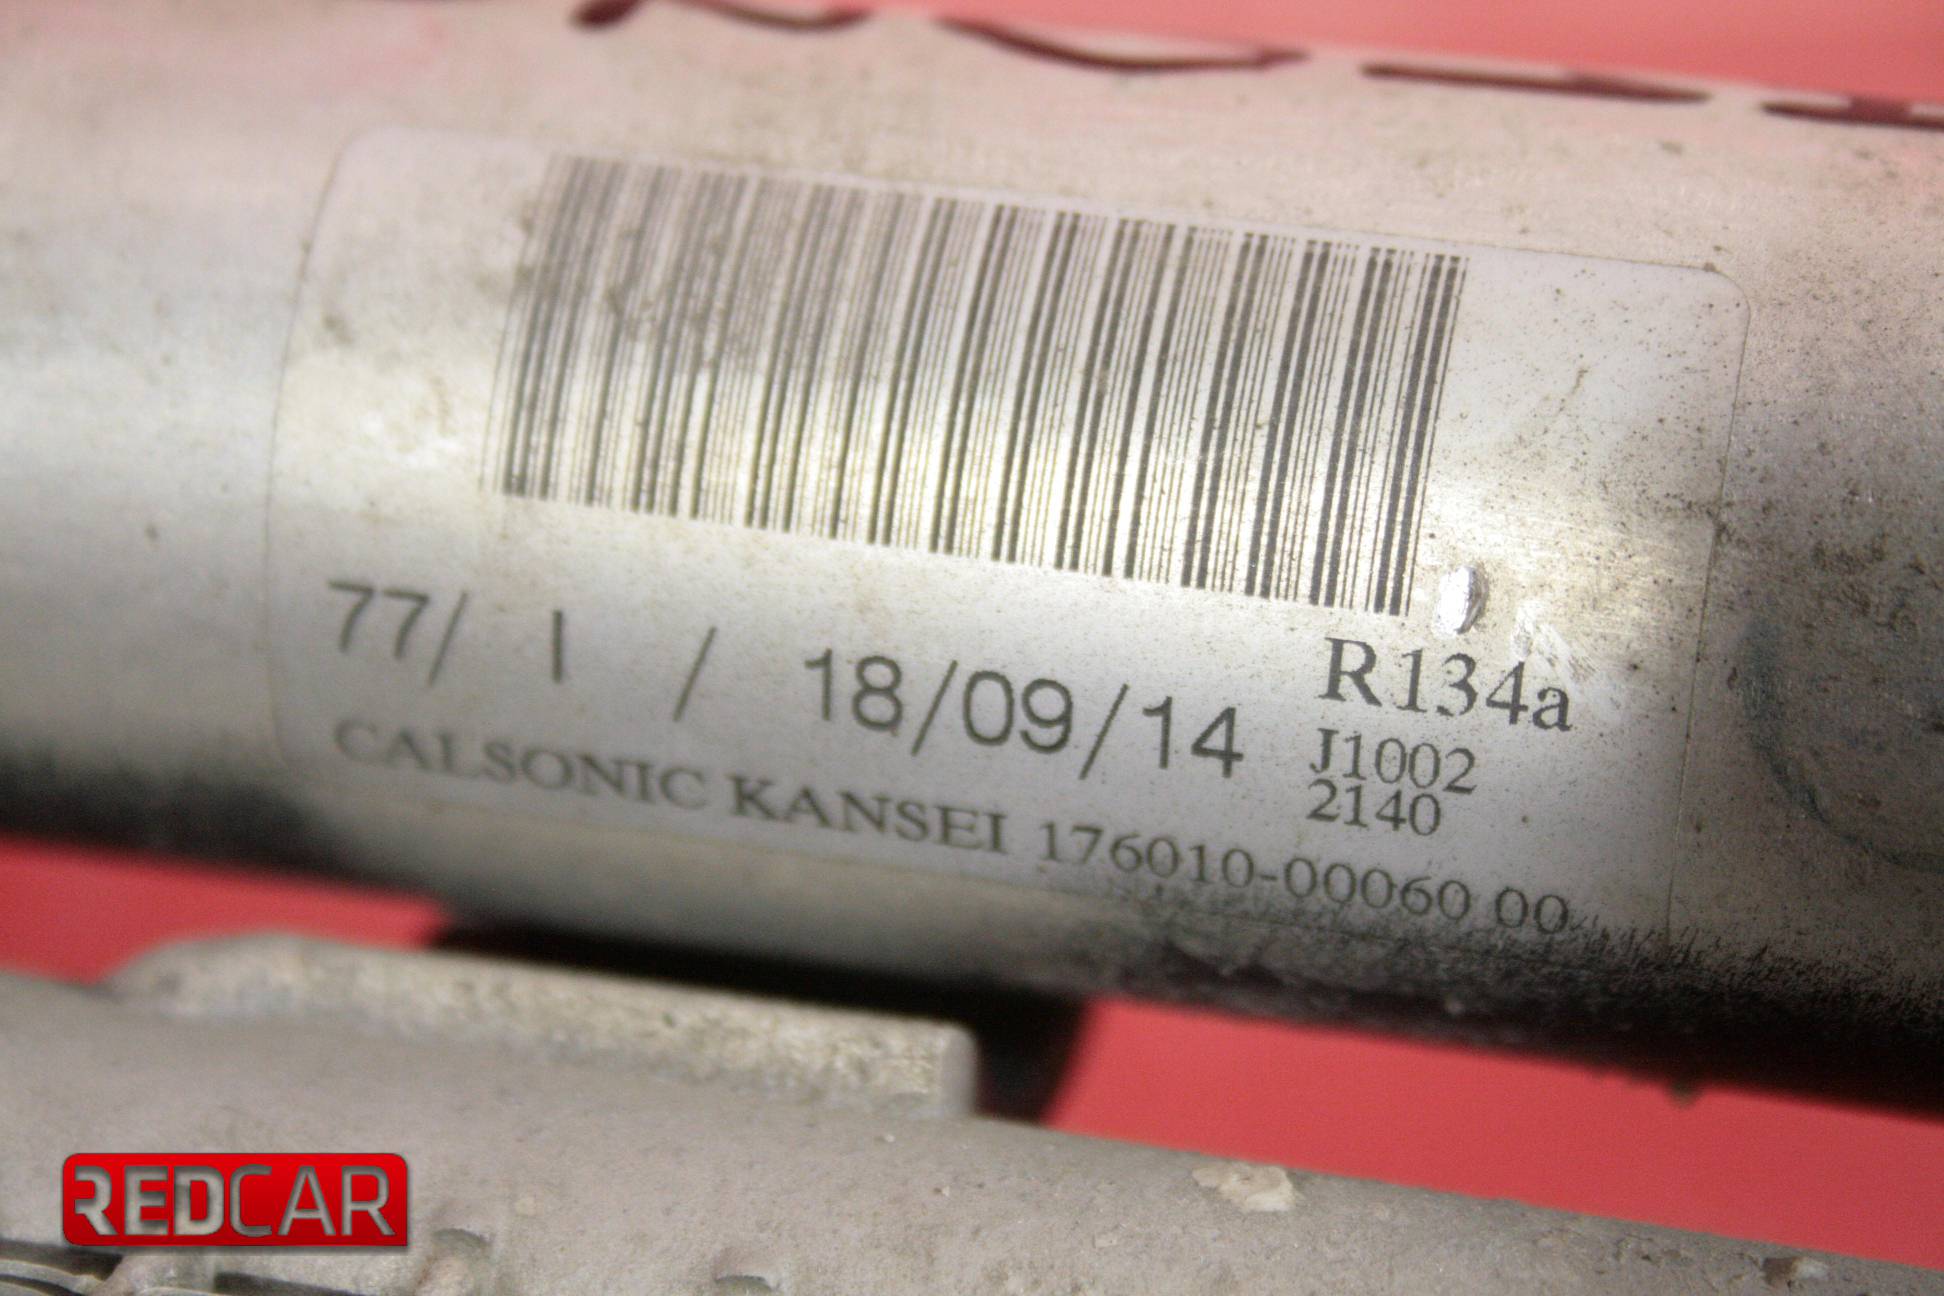 77/ I / 18/09/14 R134a
J1002
2140
CALSONIC KANSEI 176010-00060 00
REDCAR